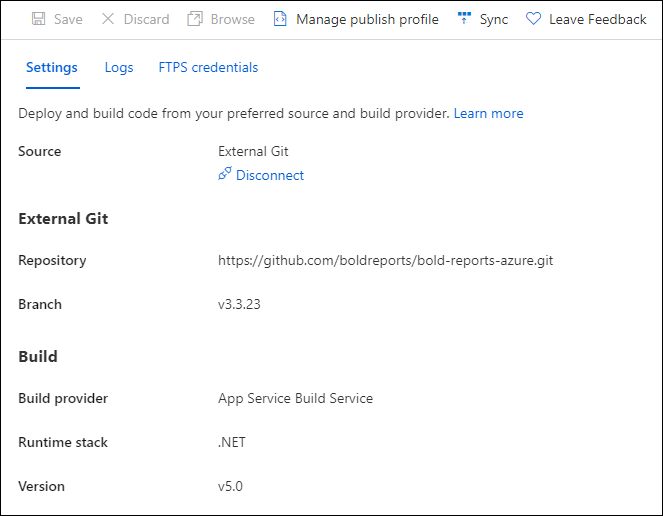 Save Discard Browse Manage publish profile Sync Leave Feedback
Settings Logs FTPS credentials
Deploy and build code from your preferred source and build provider. Learn more
Source External Git
Disconnect
External Git
Repository https://github.com/boldreports/bold-reports-azure.git
Branch v3.3.23
Build
Build provider App Service Build Service
Runtime stack .NET
Version v5.0